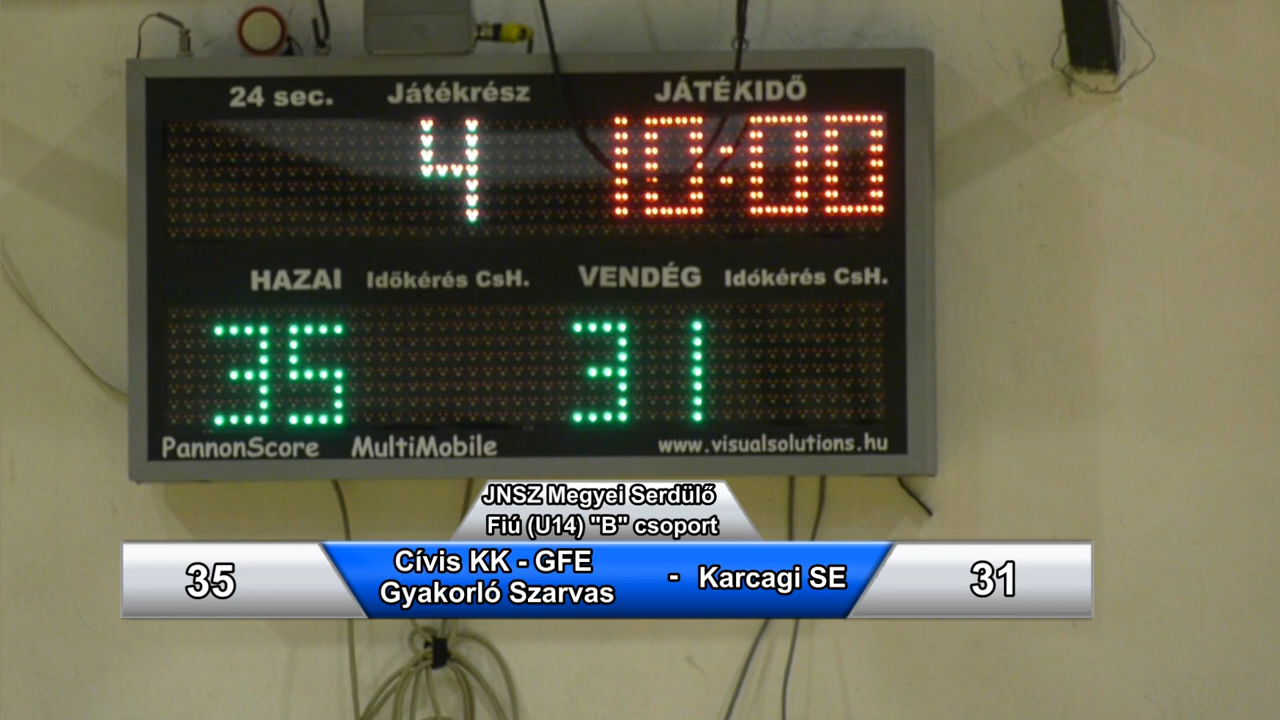 24 sec. Játékrész JÁTÉKIDŐ
4 10:00
HAZAI Időkérés CsH. VENDÉG Időkérés CsH.
35 31
PannonScore MultiMobile www.visualsolutions.hu
JNSZ Megyei Serdülő
Fiú (U14) "B" csoport
35 Cívis KK - GFE
Gyakorló Szarvas - Karcagi SE 31